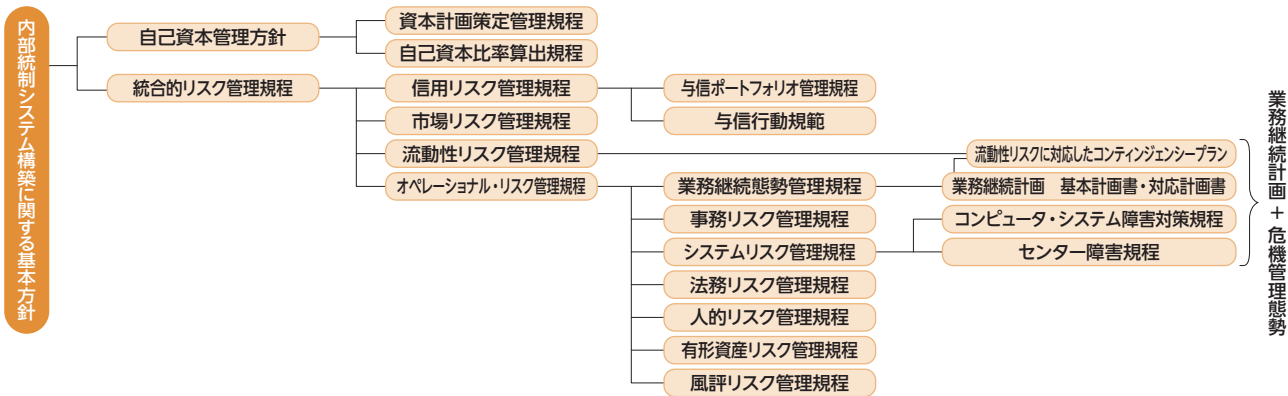 内部統制システム構築に関する基本方針
自己資本管理方針
資本計画策定管理規程
自己資本比率算出規程
統合的リスク管理規程
信用リスク管理規程
与信ポートフォリオ管理規程
与信行動規範
市場リスク管理規程
流動性リスク管理規程
流動性リスクに対応したコンティンジェンシープラン
オペレーショナル・リスク管理規程
業務継続態勢管理規程
業務継続計画　基本計画書・対応計画書
事務リスク管理規程
システムリスク管理規程
コンピュータ・システム障害対策規程
センター障害規程
法務リスク管理規程
人的リスク管理規程
有形資産リスク管理規程
風評リスク管理規程
業務継続計画＋危機管理態勢